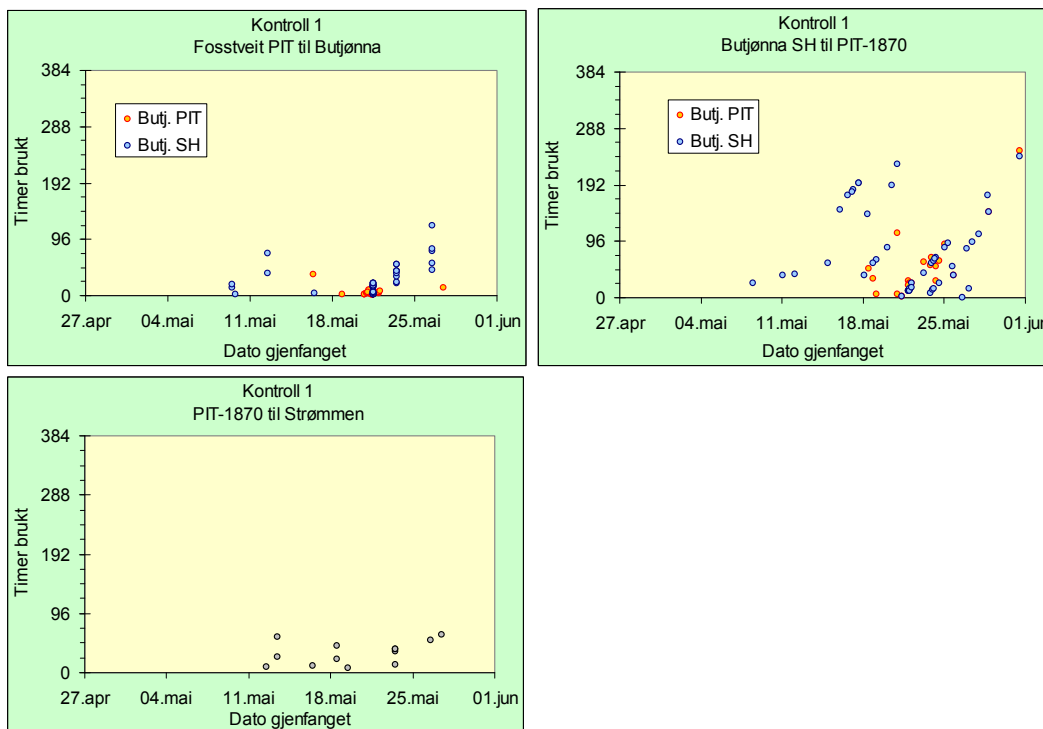 Kontroll 1
Fosstveit PIT til Butjønna
384
288
192
96
0
Timer brukt
Butj. PIT
Butj. SH
27.apr 04.mai 11.mai 18.mai 25.mai 01.jun
Dato gjenfanget
Kontroll 1
Butjønna SH til PIT-1870
384
288
192
96
0
Timer brukt
Butj. PIT
Butj. SH
27.apr 04.mai 11.mai 18.mai 25.mai 01.jun
Dato gjenfanget
Kontroll 1
PIT-1870 til Strømmen
384
288
192
96
0
Timer brukt
27.apr 04.mai 11.mai 18.mai 25.mai 01.jun
Dato gjenfanget